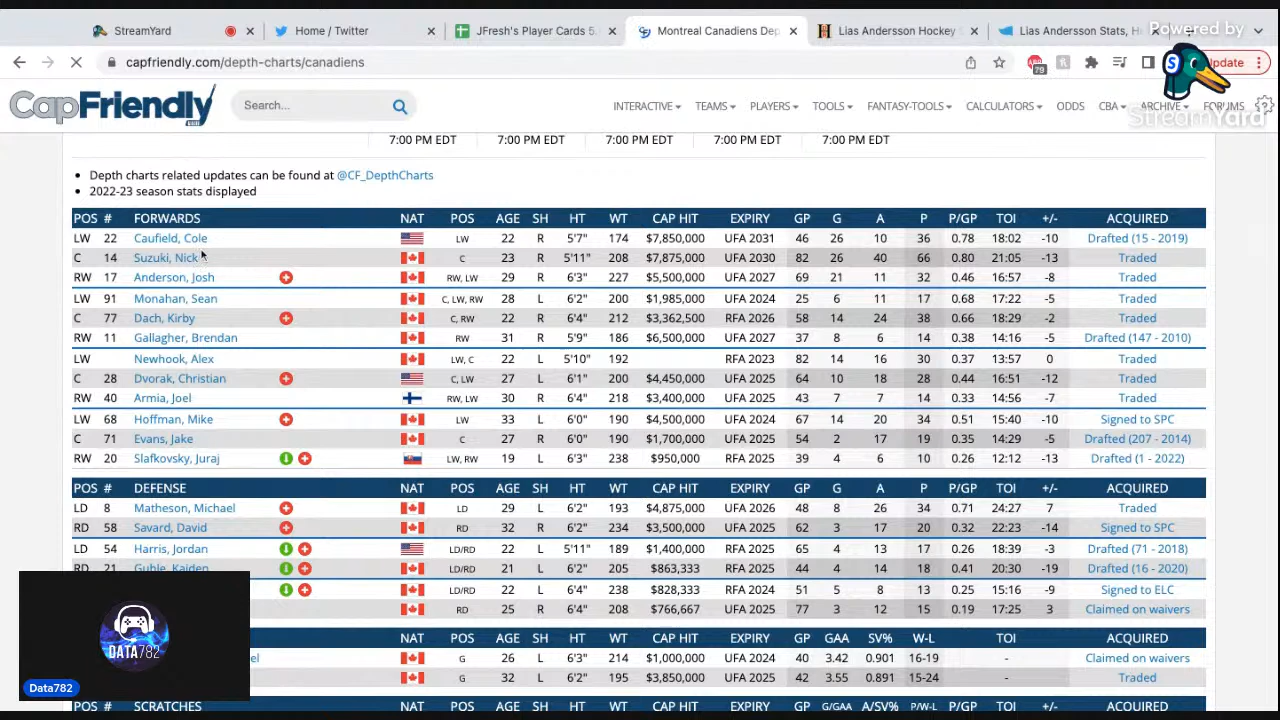 StreamYard Home / Twitter JFresh's Player Cards 5. Montreal Canadiens Dep Lias Andersson Hockey Lias Andersson Stats, H
Powered by
capfriendly.com/depth-charts/canadiens 79 Update
StreamYard
CapFriendly Search... INTERACTIVE TEAMS PLAYERS TOOLS FANTASY-TOOLS CALCULATORS ODDS CBA ARCHIVE FORUMS
7:00 PM EDT 7:00 PM EDT 7:00 PM EDT 7:00 PM EDT 7:00 PM EDT
• Depth charts related updates can be found at @CF_DepthCharts
• 2022-23 season stats displayed
POS # FORWARDS NAT POS AGE SH HT WT CAP HIT EXPIRY GP G A P P/GP TOI +/- ACQUIRED
LW 22 Caufield, Cole LW 22 R 5'7" 174 $7,850,000 UFA 2031 46 26 10 36 0.78 18:02 -10 Drafted (15 - 2019)
C 14 Suzuki, Nick C 23 R 5'11" 208 $7,875,000 UFA 2030 82 26 40 66 0.80 21:05 -13 Traded
RW 17 Anderson, Josh RW, LW 29 R 6'3" 227 $5,500,000 UFA 2027 69 21 11 32 0.46 16:57 -8 Traded
LW 91 Monahan, Sean C, LW, RW 28 L 6'2" 200 $1,985,000 UFA 2024 25 6 11 17 0.68 17:22 -5 Traded
C 77 Dach, Kirby C, RW 22 R 6'4" 212 $3,362,500 RFA 2026 58 14 24 38 0.66 18:29 -2 Traded
RW 11 Gallagher, Brendan RW 31 R 5'9" 186 $6,500,000 UFA 2027 37 8 6 14 0.38 14:16 -5 Drafted (147 - 2010)
LW Newhook, Alex LW, C 22 L 5'10" 192 RFA 2023 82 14 16 30 0.37 13:57 0 Traded
C 28 Dvorak, Christian C, LW 27 L 6'1" 200 $4,450,000 UFA 2025 64 10 18 28 0.44 16:51 -12 Traded
RW 40 Armia, Joel RW, LW 30 R 6'4" 218 $3,400,000 UFA 2025 43 7 7 14 0.33 14:56 -7 Traded
LW 68 Hoffman, Mike LW 33 L 6'0" 190 $4,500,000 UFA 2024 67 14 20 34 0.51 15:40 -10 Signed to SPC
C 71 Evans, Jake C 27 R 6'0" 190 $1,700,000 UFA 2025 54 2 17 19 0.35 14:29 -5 Drafted (207 - 2014)
RW 20 Slafkovsky, Juraj LW, RW 19 L 6'3" 238 $950,000 RFA 2025 39 4 6 10 0.26 12:12 -13 Drafted (1 - 2022)
POS # DEFENSE NAT POS AGE SH HT WT CAP HIT EXPIRY GP G A P P/GP TOI +/- ACQUIRED
LD 8 Matheson, Michael LD 29 L 6'2" 193 $4,875,000 UFA 2026 48 8 26 34 0.71 24:27 7 Traded
RD 58 Savard, David RD 32 R 6'2" 234 $3,500,000 UFA 2025 62 3 17 20 0.32 22:23 -14 Signed to SPC
LD 54 Harris, Jordan LD/RD 22 L 5'11" 189 $1,400,000 RFA 2025 65 4 13 17 0.26 18:39 -3 Drafted (71 - 2018)
RD 21 Guhle, Kaiden LD/RD 21 L 6'2" 205 $863,333 RFA 2025 44 4 14 18 0.41 20:30 -19 Drafted (16 - 2020)
LD/RD 22 L 6'4" 238 $828,333 RFA 2025 51 5 8 13 0.25 15:16 -9 Signed to ELC
RD 25 R 6'4" 208 $766,667 RFA 2025 77 3 12 15 0.19 17:25 3 Claimed on waivers
NAT POS AGE SH HT WT CAP HIT EXPIRY GP GAA SV% W-L TOI ACQUIRED
el G 26 L 6'3" 214 $1,000,000 UFA 2024 40 3.42 0.901 16-19 - Claimed on waivers
G 32 L 6'2" 195 $3,850,000 UFA 2025 42 3.55 0.891 15-24 - Traded
POS # SCRATCHES NAT POS AGE SH HT WT CAP HIT EXPIRY GP G/GAA A/SV% P/W-L P/GP TOI +/- ACQUIRED
DATA782
Data782